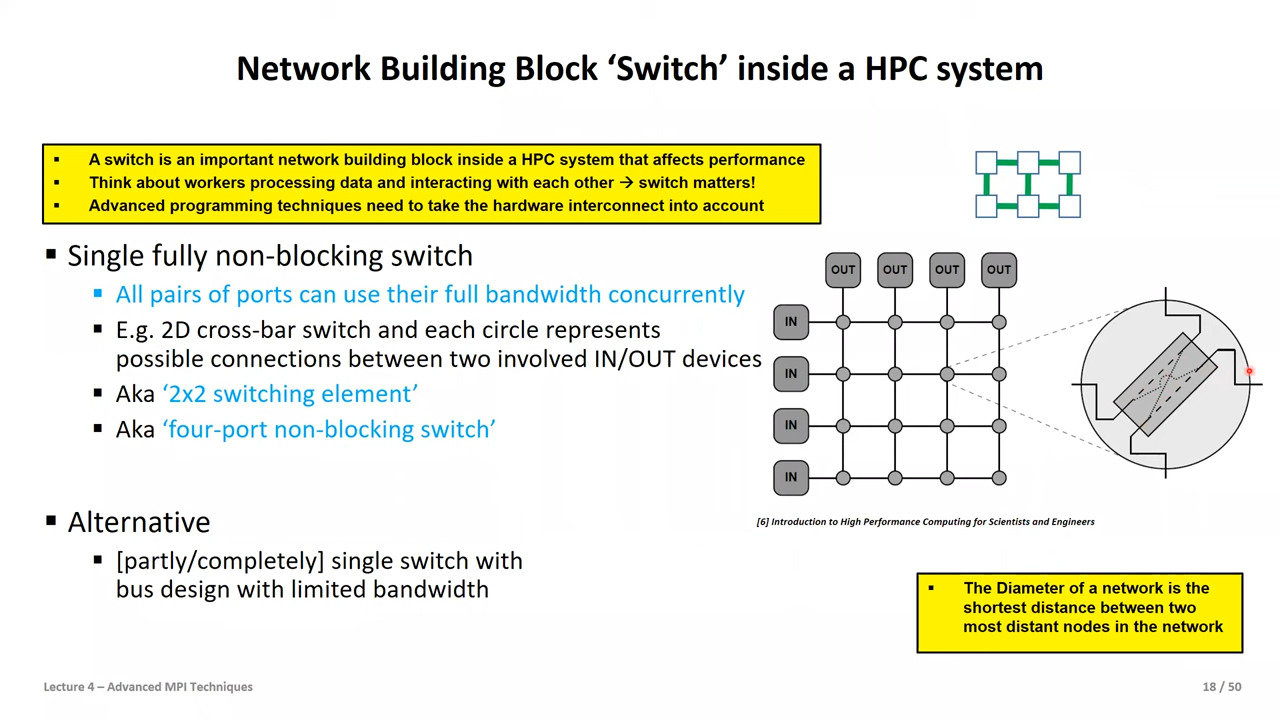 Network Building Block ‘Switch’ inside a HPC system
▪ A switch is an important network building block inside a HPC system that affects performance
▪ Think about workers processing data and interacting with each other → switch matters!
▪ Advanced programming techniques need to take the hardware interconnect into account
▪ Single fully non-blocking switch
▪ All pairs of ports can use their full bandwidth concurrently
▪ E.g. 2D cross-bar switch and each circle represents
possible connections between two involved IN/OUT devices
▪ Aka ‘2x2 switching element’
▪ Aka ‘four-port non-blocking switch’
▪ Alternative
▪ [partly/completely] single switch with
bus design with limited bandwidth
OUT OUT OUT OUT
IN
IN
IN
IN
[6] Introduction to High Performance Computing for Scientists and Engineers
▪ The Diameter of a network is the
shortest distance between two
most distant nodes in the network
Lecture 4 – Advanced MPI Techniques
18 / 50